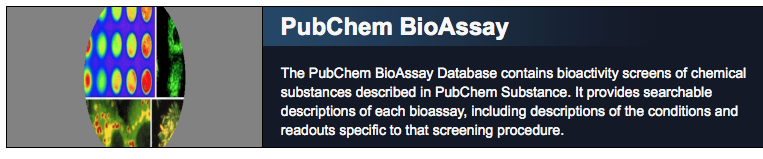 PubChem BioAssay
The PubChem BioAssay Database contains bioactivity screens of chemical
substances described in PubChem Substance. It provides searchable
descriptions of each bioassay, including descriptions of the conditions and
readouts specific to that screening procedure.